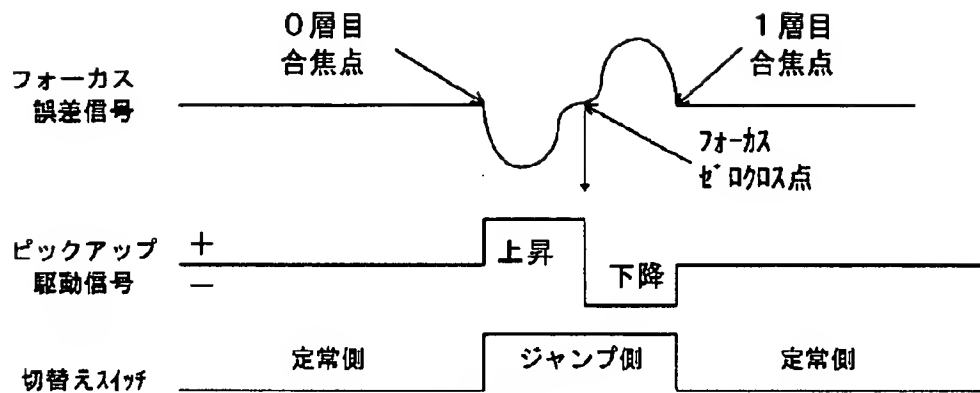 0層目
合焦点
1層目
合焦点
フォーカス
誤差信号
フォーカス
ゼロクロス点
ピックアップ
駆動信号
+
−
上昇
下降
切替えスイッチ
定常側
ジャンプ側
定常側